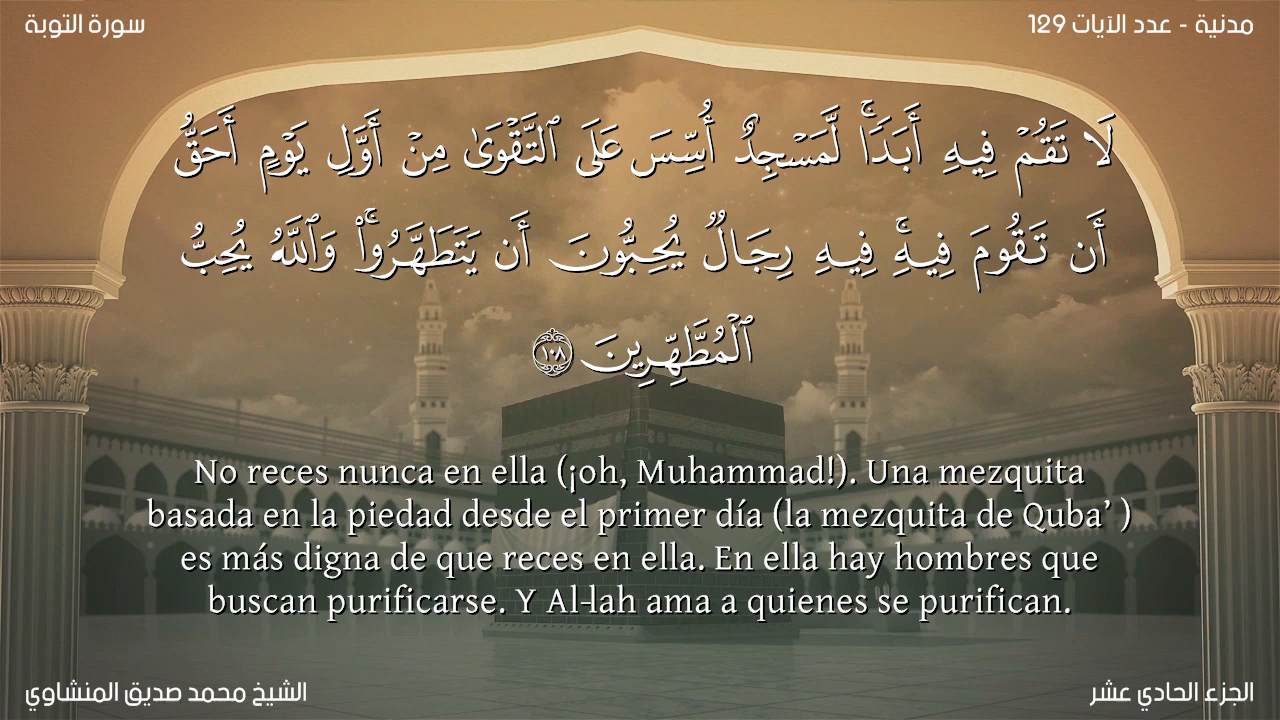 سورة التوبة
مدنية - عدد الآيات 129
لَا تَقُمْ فِيهِ أَبَدًۭا ۚ لَّمَسْجِدٌ أُسِّسَ عَلَى ٱلتَّقْوَىٰ مِنْ أَوَّلِ يَوْمٍ أَحَقُّ
أَن تَقُومَ فِيهِ ۚ فِيهِ رِجَالٌۭ يُحِبُّونَ أَن يَتَطَهَّرُوا۟ ۚ وَٱللَّهُ يُحِبُّ
ٱلْمُطَّهِّرِينَ ١٠٨
No reces nunca en ella (¡oh, Muhammad!). Una mezquita
basada en la piedad desde el primer día (la mezquita de Quba’ )
es más digna de que reces en ella. En ella hay hombres que
buscan purificarse. Y Al-lah ama a quienes se purifican.
الشيخ محمد صديق المنشاوي
الجزء الحادي عشر